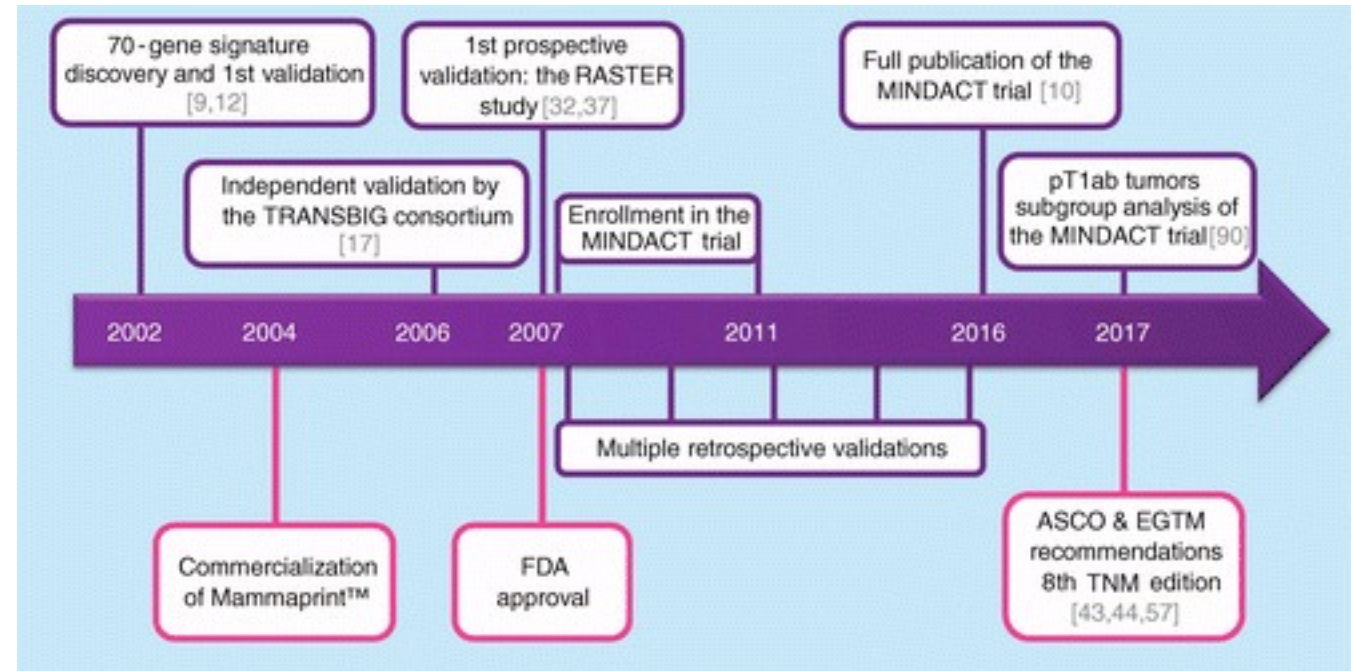 70-gene signature
discovery and 1st validation
[9,12]
1st prospective
validation: the RASTER
study [32,37]
Full publication of the
MINDACT trial [10]
Independent validation by
the TRANSBIG consortium
[17]
Enrollment in the
MINDACT trial
pT1ab tumors
subgroup analysis of
the MINDACT trial[90]
2002 2004 2006 2007 2011 2016 2017
Multiple retrospective validations
Commercialization
of Mammaprint™
FDA
approval
ASCO & EGTM
recommendations
8th TNM edition
[43,44,57]